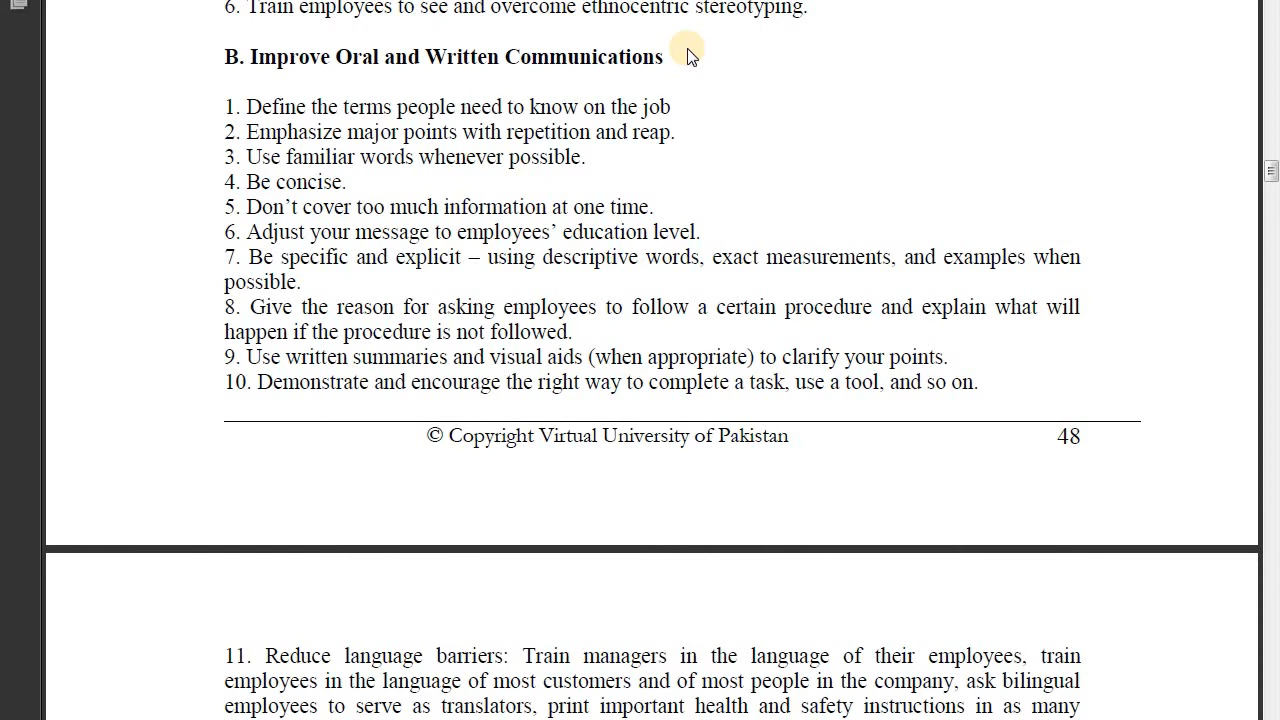 6. Train employees to see and overcome ethnocentric stereotyping.
B. Improve Oral and Written Communications
1. Define the terms people need to know on the job
2. Emphasize major points with repetition and reap.
3. Use familiar words whenever possible.
4. Be concise.
5. Don’t cover too much information at one time.
6. Adjust your message to employees’ education level.
7. Be specific and explicit – using descriptive words, exact measurements, and examples when
possible.
8. Give the reason for asking employees to follow a certain procedure and explain what will
happen if the procedure is not followed.
9. Use written summaries and visual aids (when appropriate) to clarify your points.
10. Demonstrate and encourage the right way to complete a task, use a tool, and so on.
© Copyright Virtual University of Pakistan 48
11. Reduce language barriers: Train managers in the language of their employees, train
employees in the language of most customers and of most people in the company, ask bilingual
employees to serve as translators, print important health and safety instructions in as many